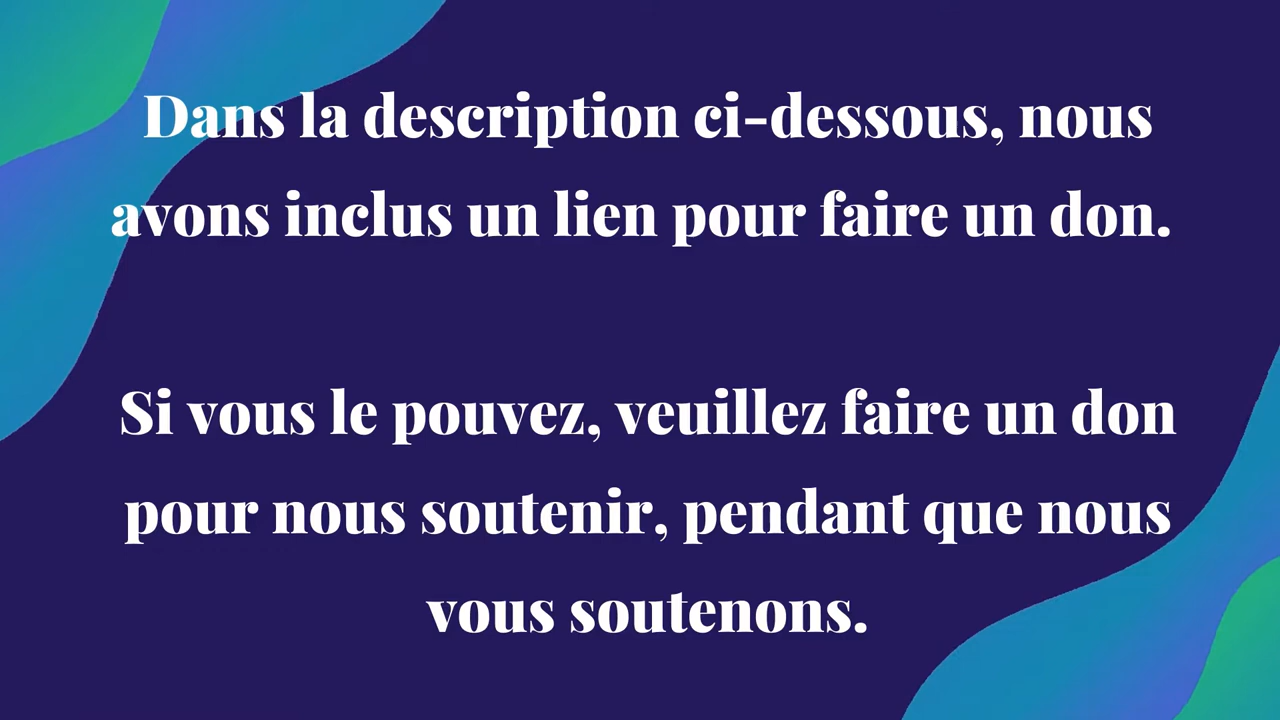 Dans la description ci-dessous, nous
avons inclus un lien pour faire un don.
Si vous le pouvez, veuillez faire un don
pour nous soutenir, pendant que nous
vous soutenons.